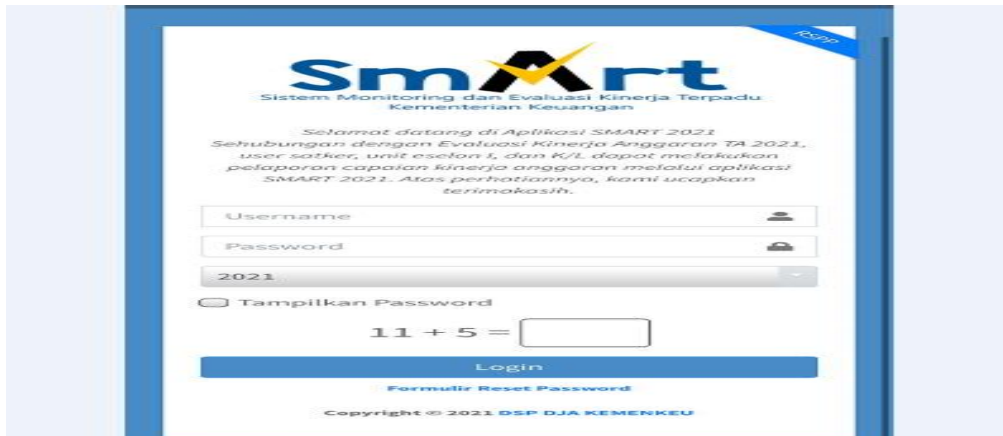 RSPP
SmArt
Sistem Monitoring dan Evaluasi Kinerja Terpadu
Kementerian Keuangan
Selamat datang di Aplikasi SMART 2021
Sehubungan dengan Evaluasi Kinerja Anggaran TA 2021,
user satker, unit eselon I, dan K/L dapat melakukan
pelaporan capaian kinerja anggaran melalui aplikasi
SMART 2021. Atas perhatiannya, kami ucapkan
terimakasih.
Username
Password
2021
Tampilkan Password
11 + 5 =
Login
Formulir Reset Password
Copyright © 2021 DSP DJA KEMENKEU